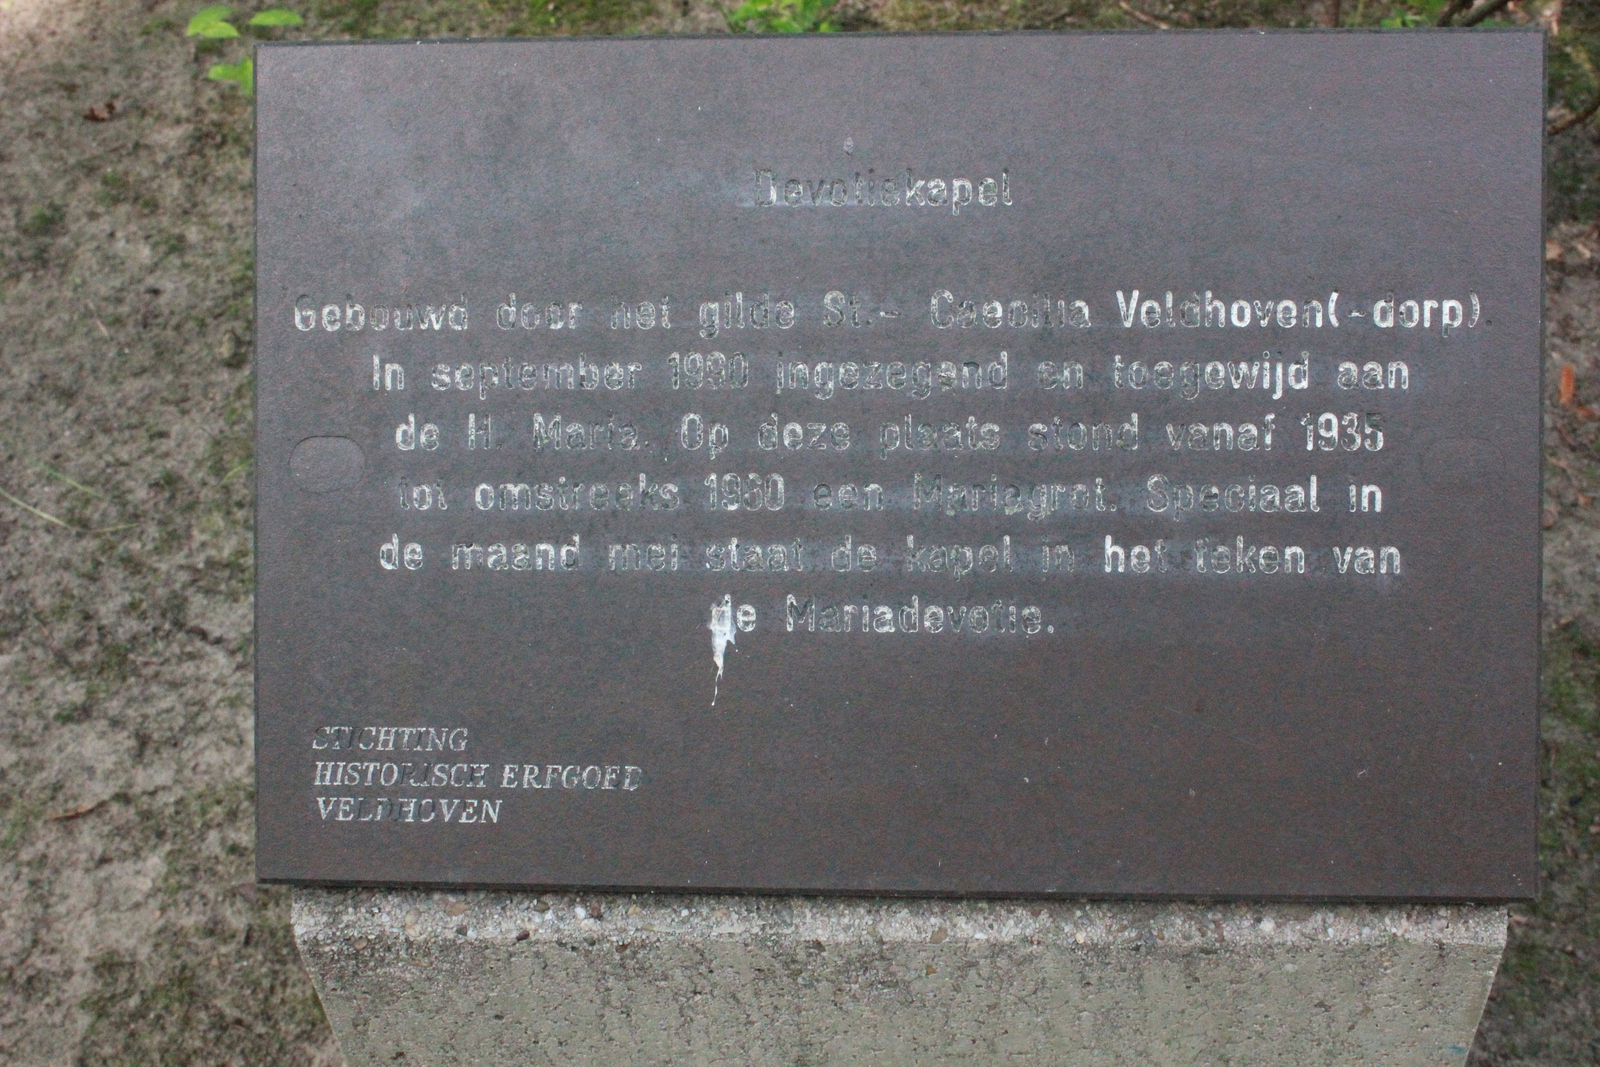 Devotiekapel
Gebouwd door het gilde St.- Caecilia Veldhoven(-dorp).
In september 1990 ingezegend en toegewijd aan
de H. Maria. Op deze plaats stond vanaf 1935
tot omstreeks 1960 een Mariagrot. Speciaal in
de maand mei staat de kapel in het teken van
de Mariadevotie.
STICHTING
HISTORISCH ERFGOED
VELDHOVEN